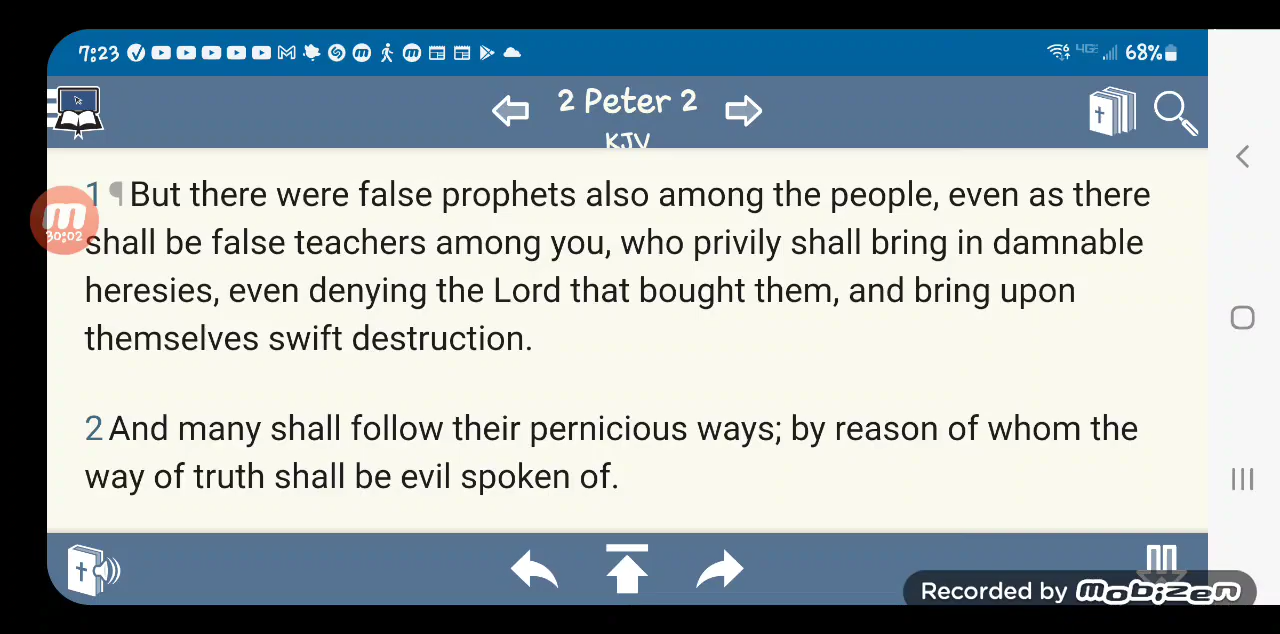 7:23 4GE 68%
2 Peter 2
KJV
1 ¶ But there were false prophets also among the people, even as there
30:02
shall be false teachers among you, who privily shall bring in damnable
heresies, even denying the Lord that bought them, and bring upon
themselves swift destruction.
2 And many shall follow their pernicious ways; by reason of whom the
way of truth shall be evil spoken of.
Recorded by mobizen